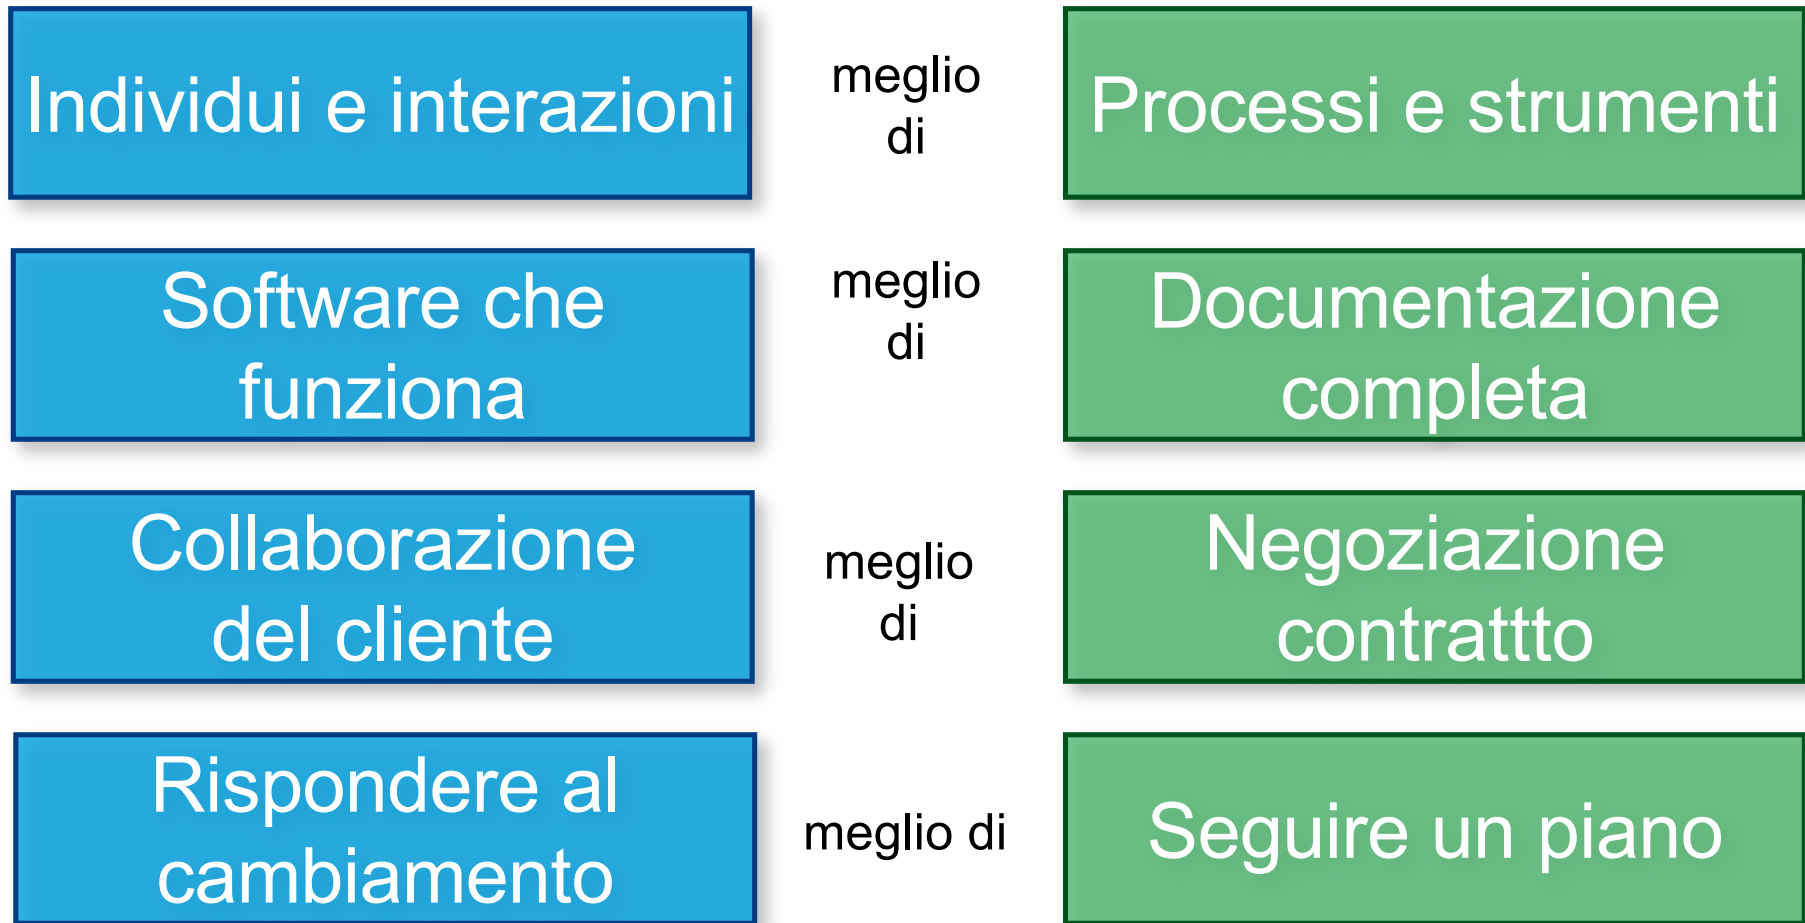 Individui e interazioni
meglio
di
Processi e strumenti
Software che
funziona
meglio
di
Documentazione
completa
Collaborazione
del cliente
meglio
di
Negoziazione
contrattto
Rispondere al
cambiamento
meglio di
Seguire un piano